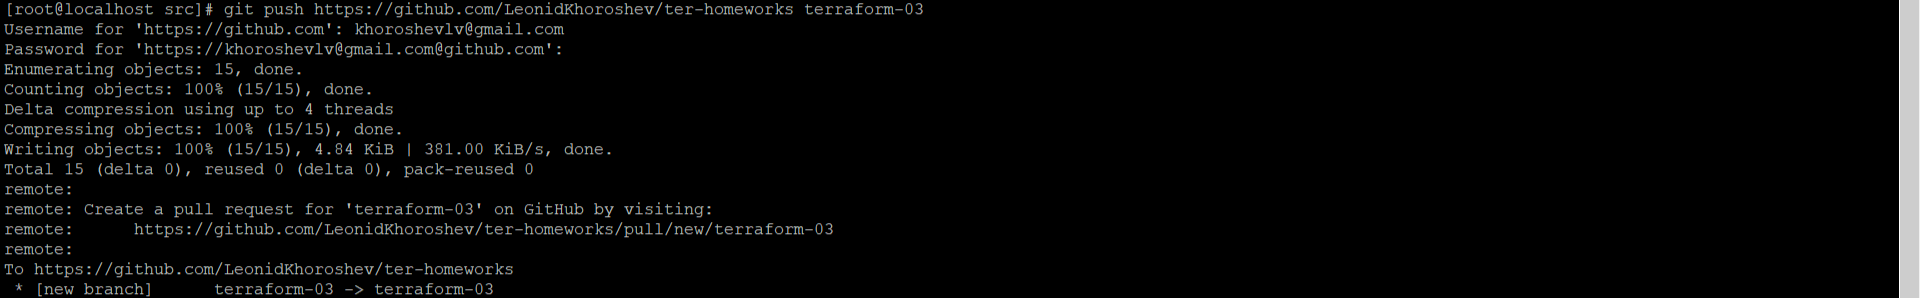 [root@localhost src]# git push https://github.com/LeonidKhoroshev/ter-homeworks terraform-03
Username for 'https://github.com': khoroshevlv@gmail.com
Password for 'https://khoroshevlv@gmail.com@github.com':
Enumerating objects: 15, done.
Counting objects: 100% (15/15), done.
Delta compression using up to 4 threads
Compressing objects: 100% (15/15), done.
Writing objects: 100% (15/15), 4.84 KiB | 381.00 KiB/s, done.
Total 15 (delta 0), reused 0 (delta 0), pack-reused 0
remote:
remote: Create a pull request for 'terraform-03' on GitHub by visiting:
remote:      https://github.com/LeonidKhoroshev/ter-homeworks/pull/new/terraform-03
remote:
To https://github.com/LeonidKhoroshev/ter-homeworks
 * [new branch]      terraform-03 -> terraform-03